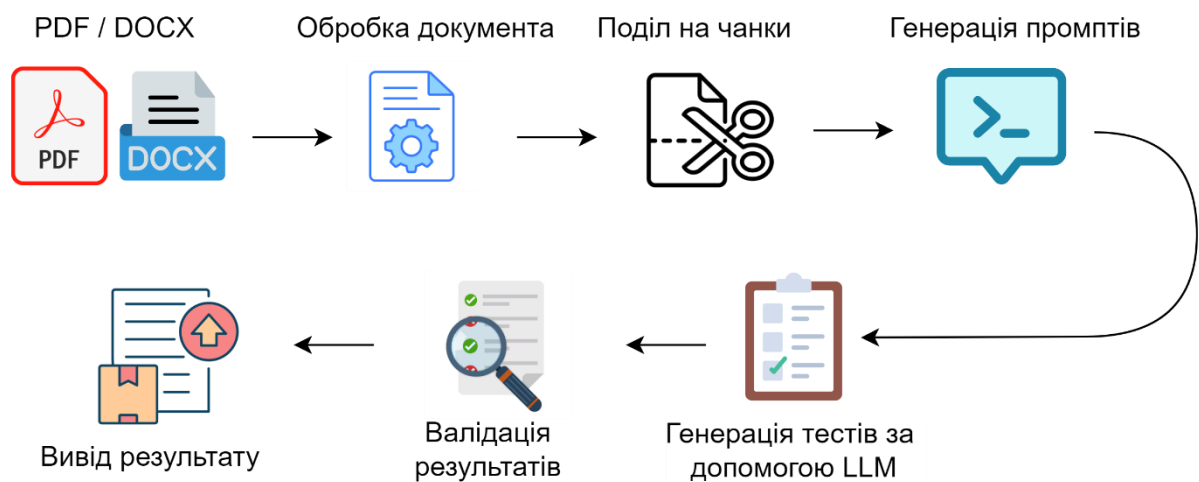 PDF / DOCX
Обробка документа
Поділ на чанки
Генерація промптів
PDF
DOCX
>_
Генерація тестів за
допомогою LLM
Валідація
результатів
Вивід результату